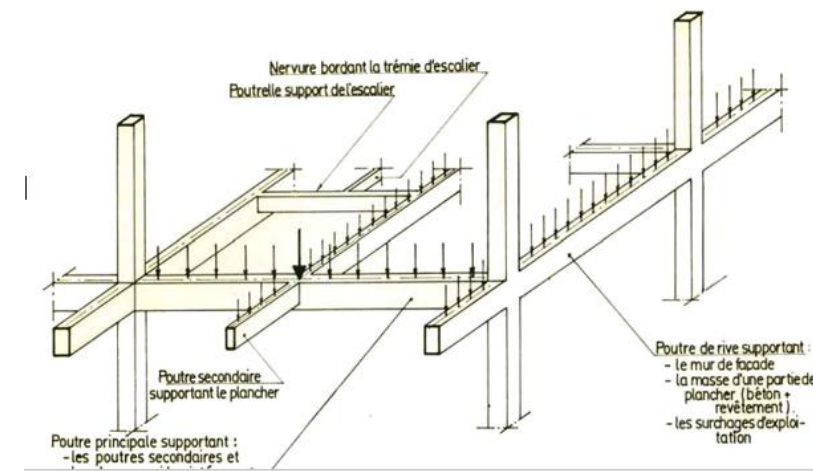 Nervure bordant la trémie d'escalier
Poutrelle support de l'escalier
Poutre secondaire
supportant le plancher
Poutre principale supportant :
- les poutres secondaires et
Poutre de rive supportant :
- le mur de façade
- la masse d'une partie de
plancher (béton +
revêtement)
- les surchages d'exploi-
tation